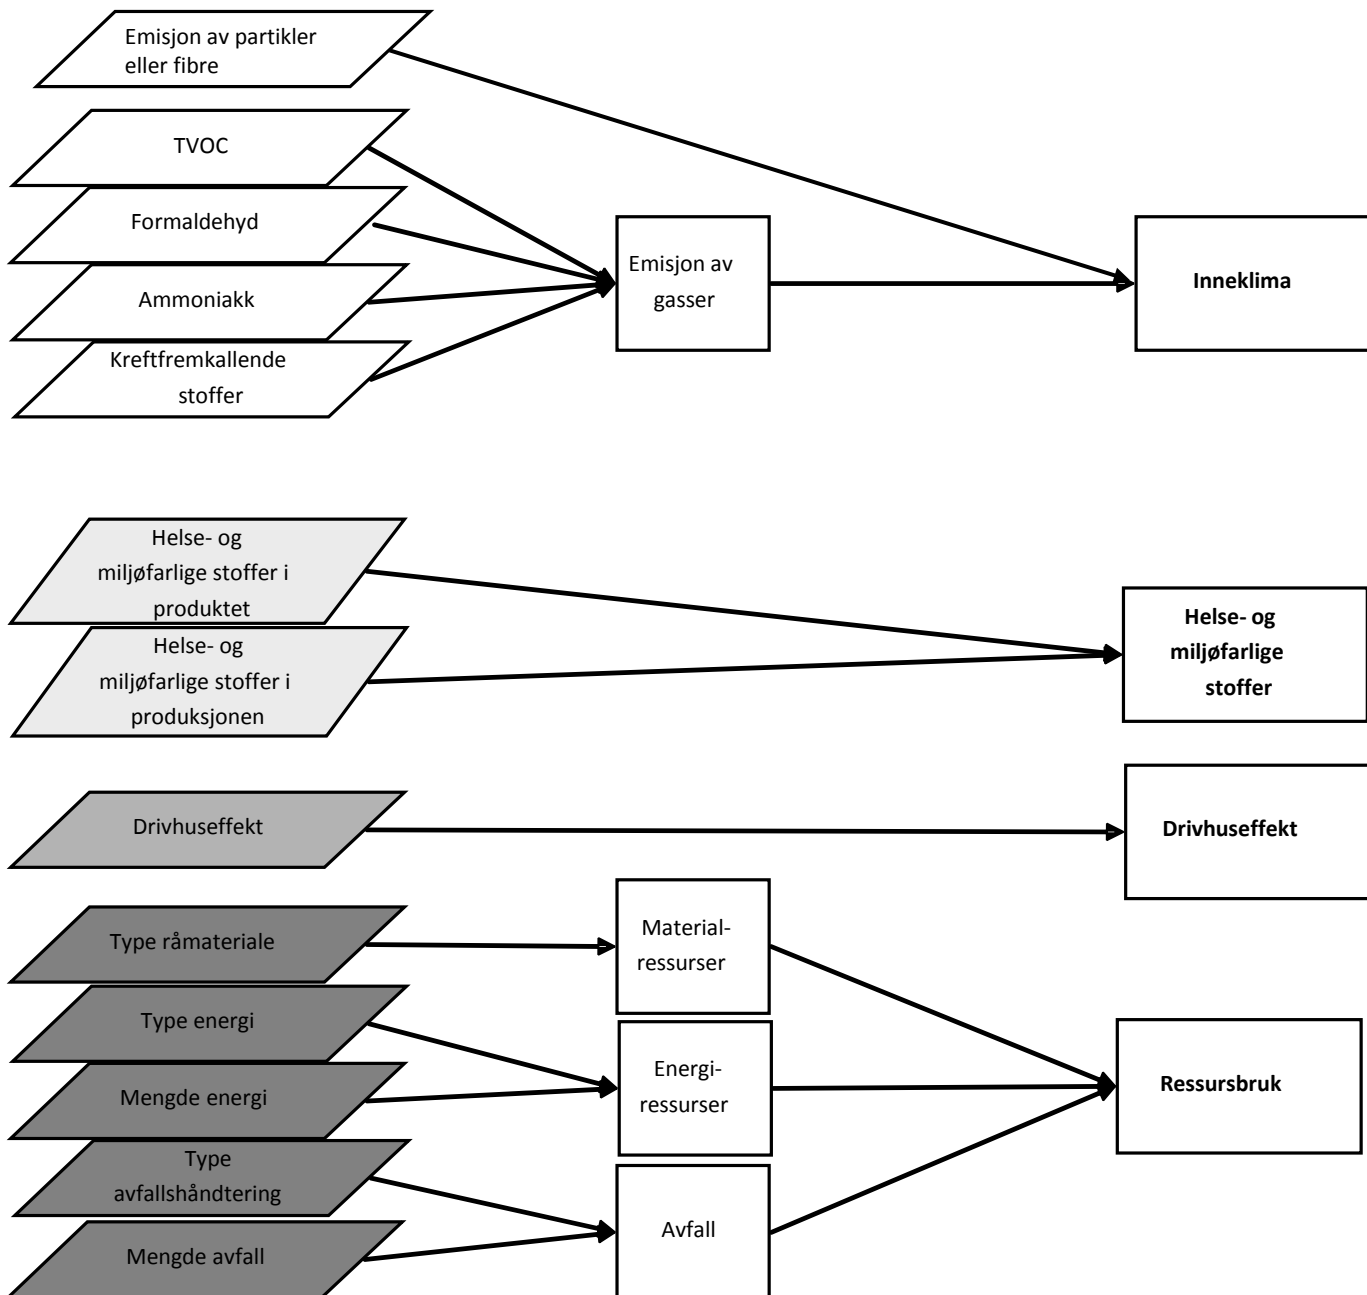 Emisjon av partikler
eller fibre
TVOC
Formaldehyd
Ammoniakk
Kreftfremkallende
stoffer
Emisjon av
gasser
Inneklima
Helse- og
miljøfarlige stoffer i
produktet
Helse- og
miljøfarlige stoffer i
produksjonen
Helse- og
miljøfarlige
stoffer
Drivhuseffekt
Drivhuseffekt
Type råmateriale
Type energi
Mengde energi
Type
avfallshåndtering
Mengde avfall
Material-
ressurser
Energi-
ressurser
Avfall
Ressursbruk